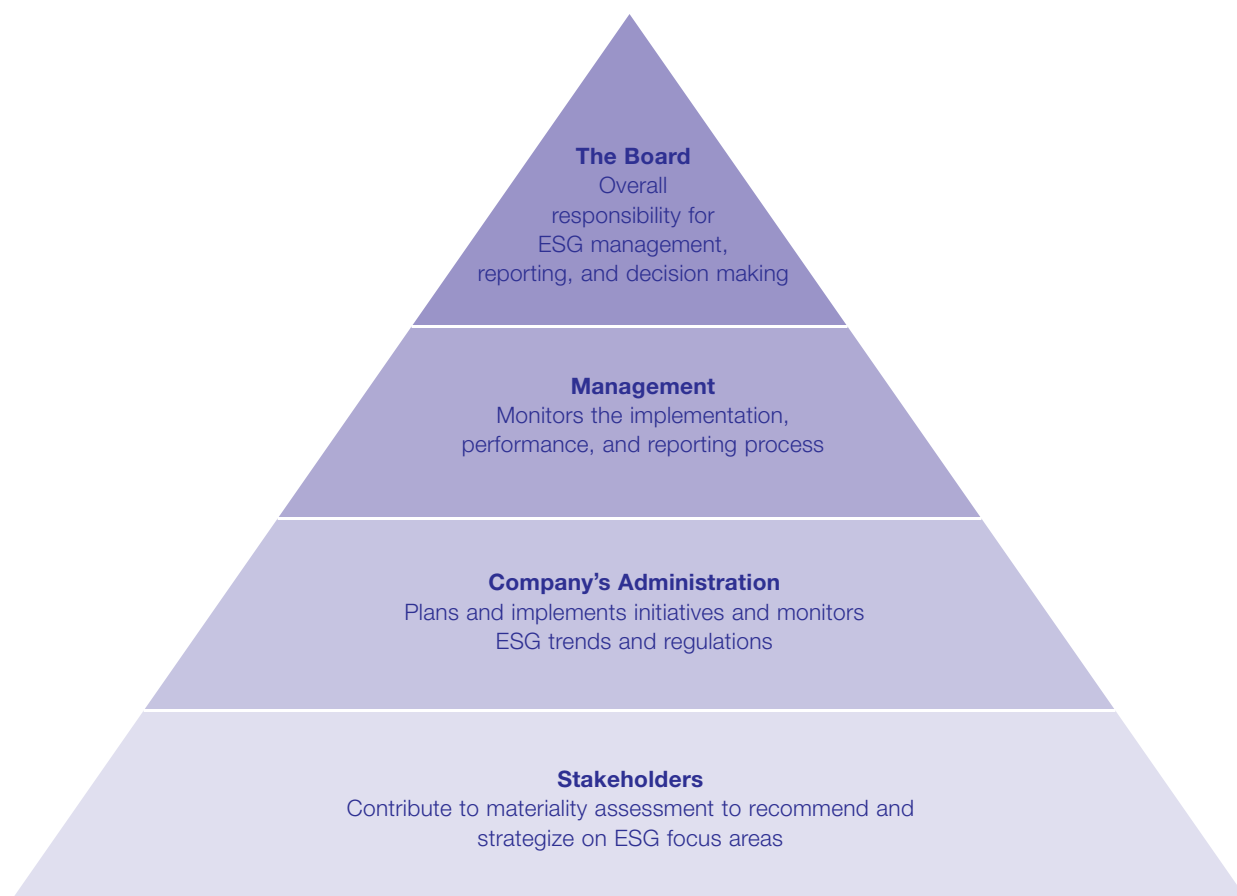 The Board
Overall
responsibility for
ESG management,
reporting, and decision making
Management
Monitors the implementation,
performance, and reporting process
Company’s Administration
Plans and implements initiatives and monitors
ESG trends and regulations
Stakeholders
Contribute to materiality assessment to recommend and
strategize on ESG focus areas